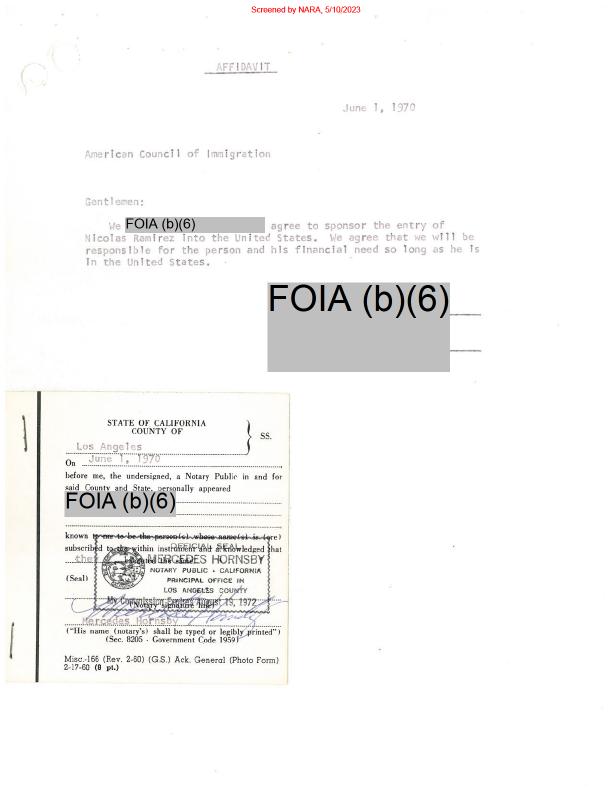 Screened by NARA, 5/10/2023
AFFIDAVIT
June 1, 1970
American Council of Immigration
Gentlemen:
We FOIA (b)(6) agree to sponsor the entry of
Nicolas Ramirez into the United States. We agree that we will be
responsible for the person and his financial need so long as he is
in the United States.
FOIA (b)(6)
STATE OF CALIFORNIA
COUNTY OF
SS.
Los Angeles
On June 1, 1970
before me, the undersigned, a Notary Public in and for
said County and State, personally appeared
FOIA (b)(6)
known to me to be the person(s) whose name(s) is (are)
subscribed to the within instrument and acknowledged that
they executed the same.
OFFICIAL SEAL
MERCEDES HORNSBY
NOTARY PUBLIC - CALIFORNIA
PRINCIPAL OFFICE IN
LOS ANGELES COUNTY
My Commission Expires August 19, 1972
(Seal)
(Notary signature line)
Mercedes Hornsby
("His name (notary's) shall be typed or legibly printed")
(Sec. 8205 - Government Code 1959)
Misc.-166 (Rev. 2-60) (G.S.) Ack. General (Photo Form)
2-17-60 (8 pt.)